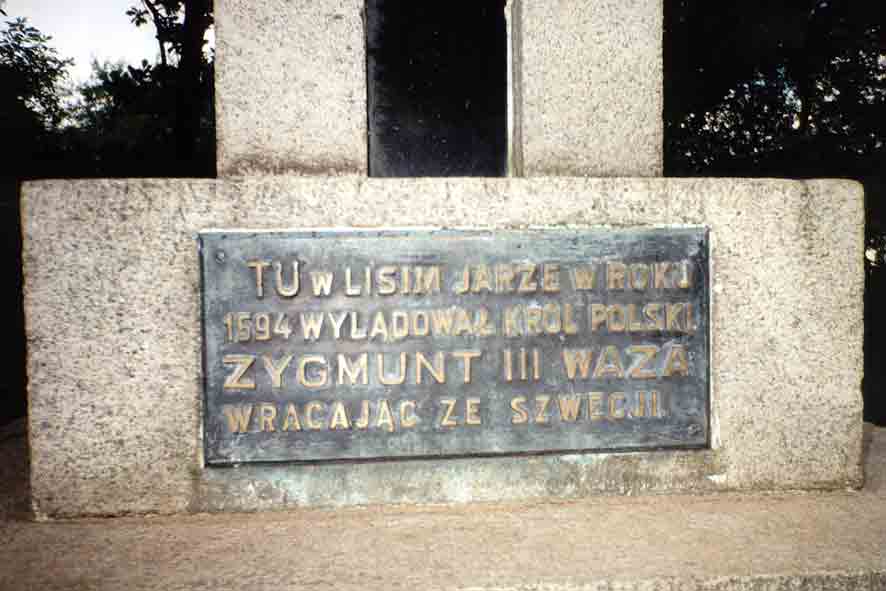 TU W LISIM JARZE W ROKU
1594 WYLĄDOWAŁ KRÓL POLSKI
ZYGMUNT III WAZA
WRACAJĄC ZE SZWECJI